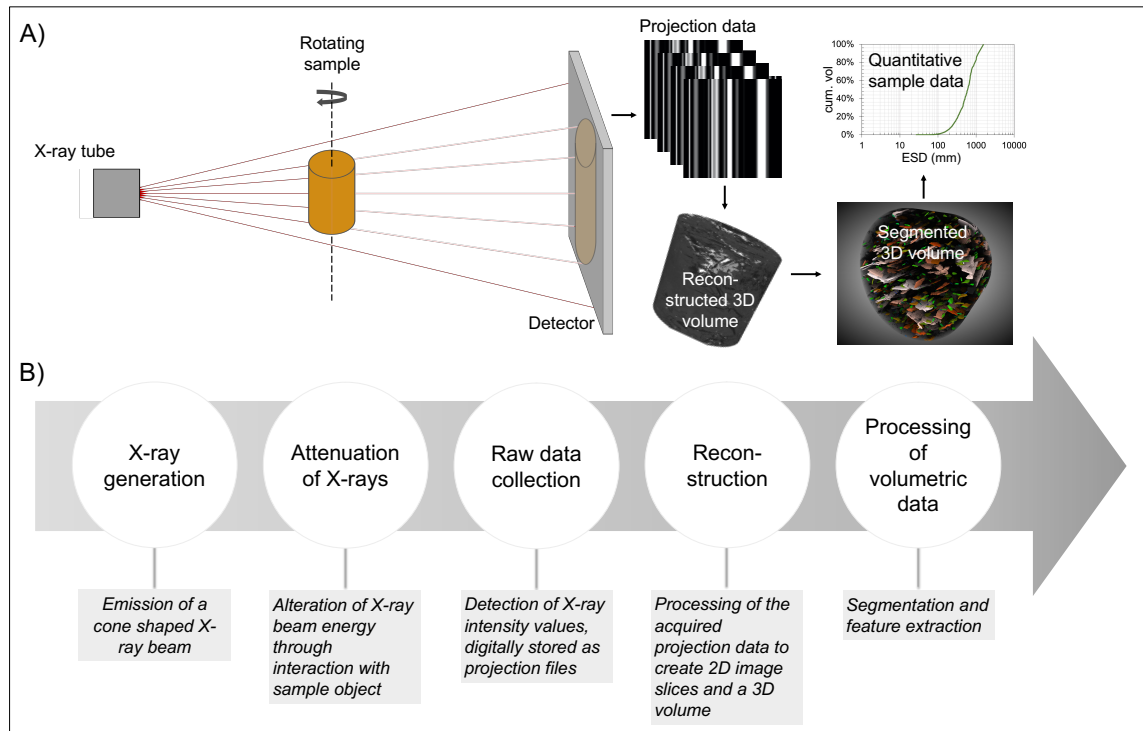 A)
Rotating
sample
X-ray tube
Detector
Projection data
Recon-
structed 3D
volume
Segmented
3D volume
Quantitative
sample data
cum. vol
100%
80%
60%
40%
20%
0%
1
10
100
1000
10000
ESD (mm)
B)
X-ray
generation
Attenuation
of X-rays
Raw data
collection
Recon-
struction
Processing
of
volumetric
data
Emission of a
cone shaped X-
ray beam
Alteration of X-ray
beam energy
through
interaction with
sample object
Detection of X-ray
intensity values,
digitally stored as
projection files
Processing of the
acquired
projection data to
create 2D image
slices and a 3D
volume
Segmentation and
feature extraction